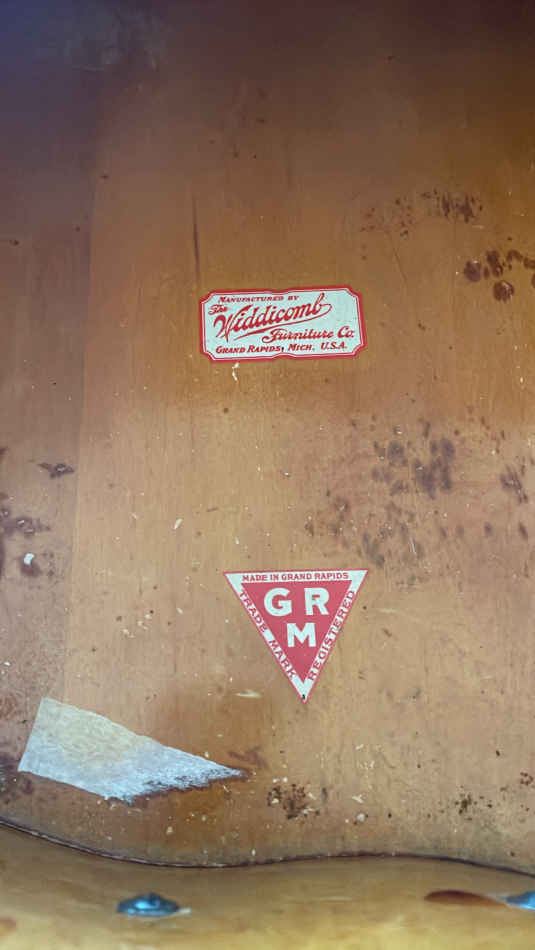 MANUFACTURED BY
The
Widdicomb
Furniture Co.
GRAND RAPIDS, MICH. U.S.A.
MADE IN GRAND RAPIDS
G R
M
TRADE MARK
REGISTERED